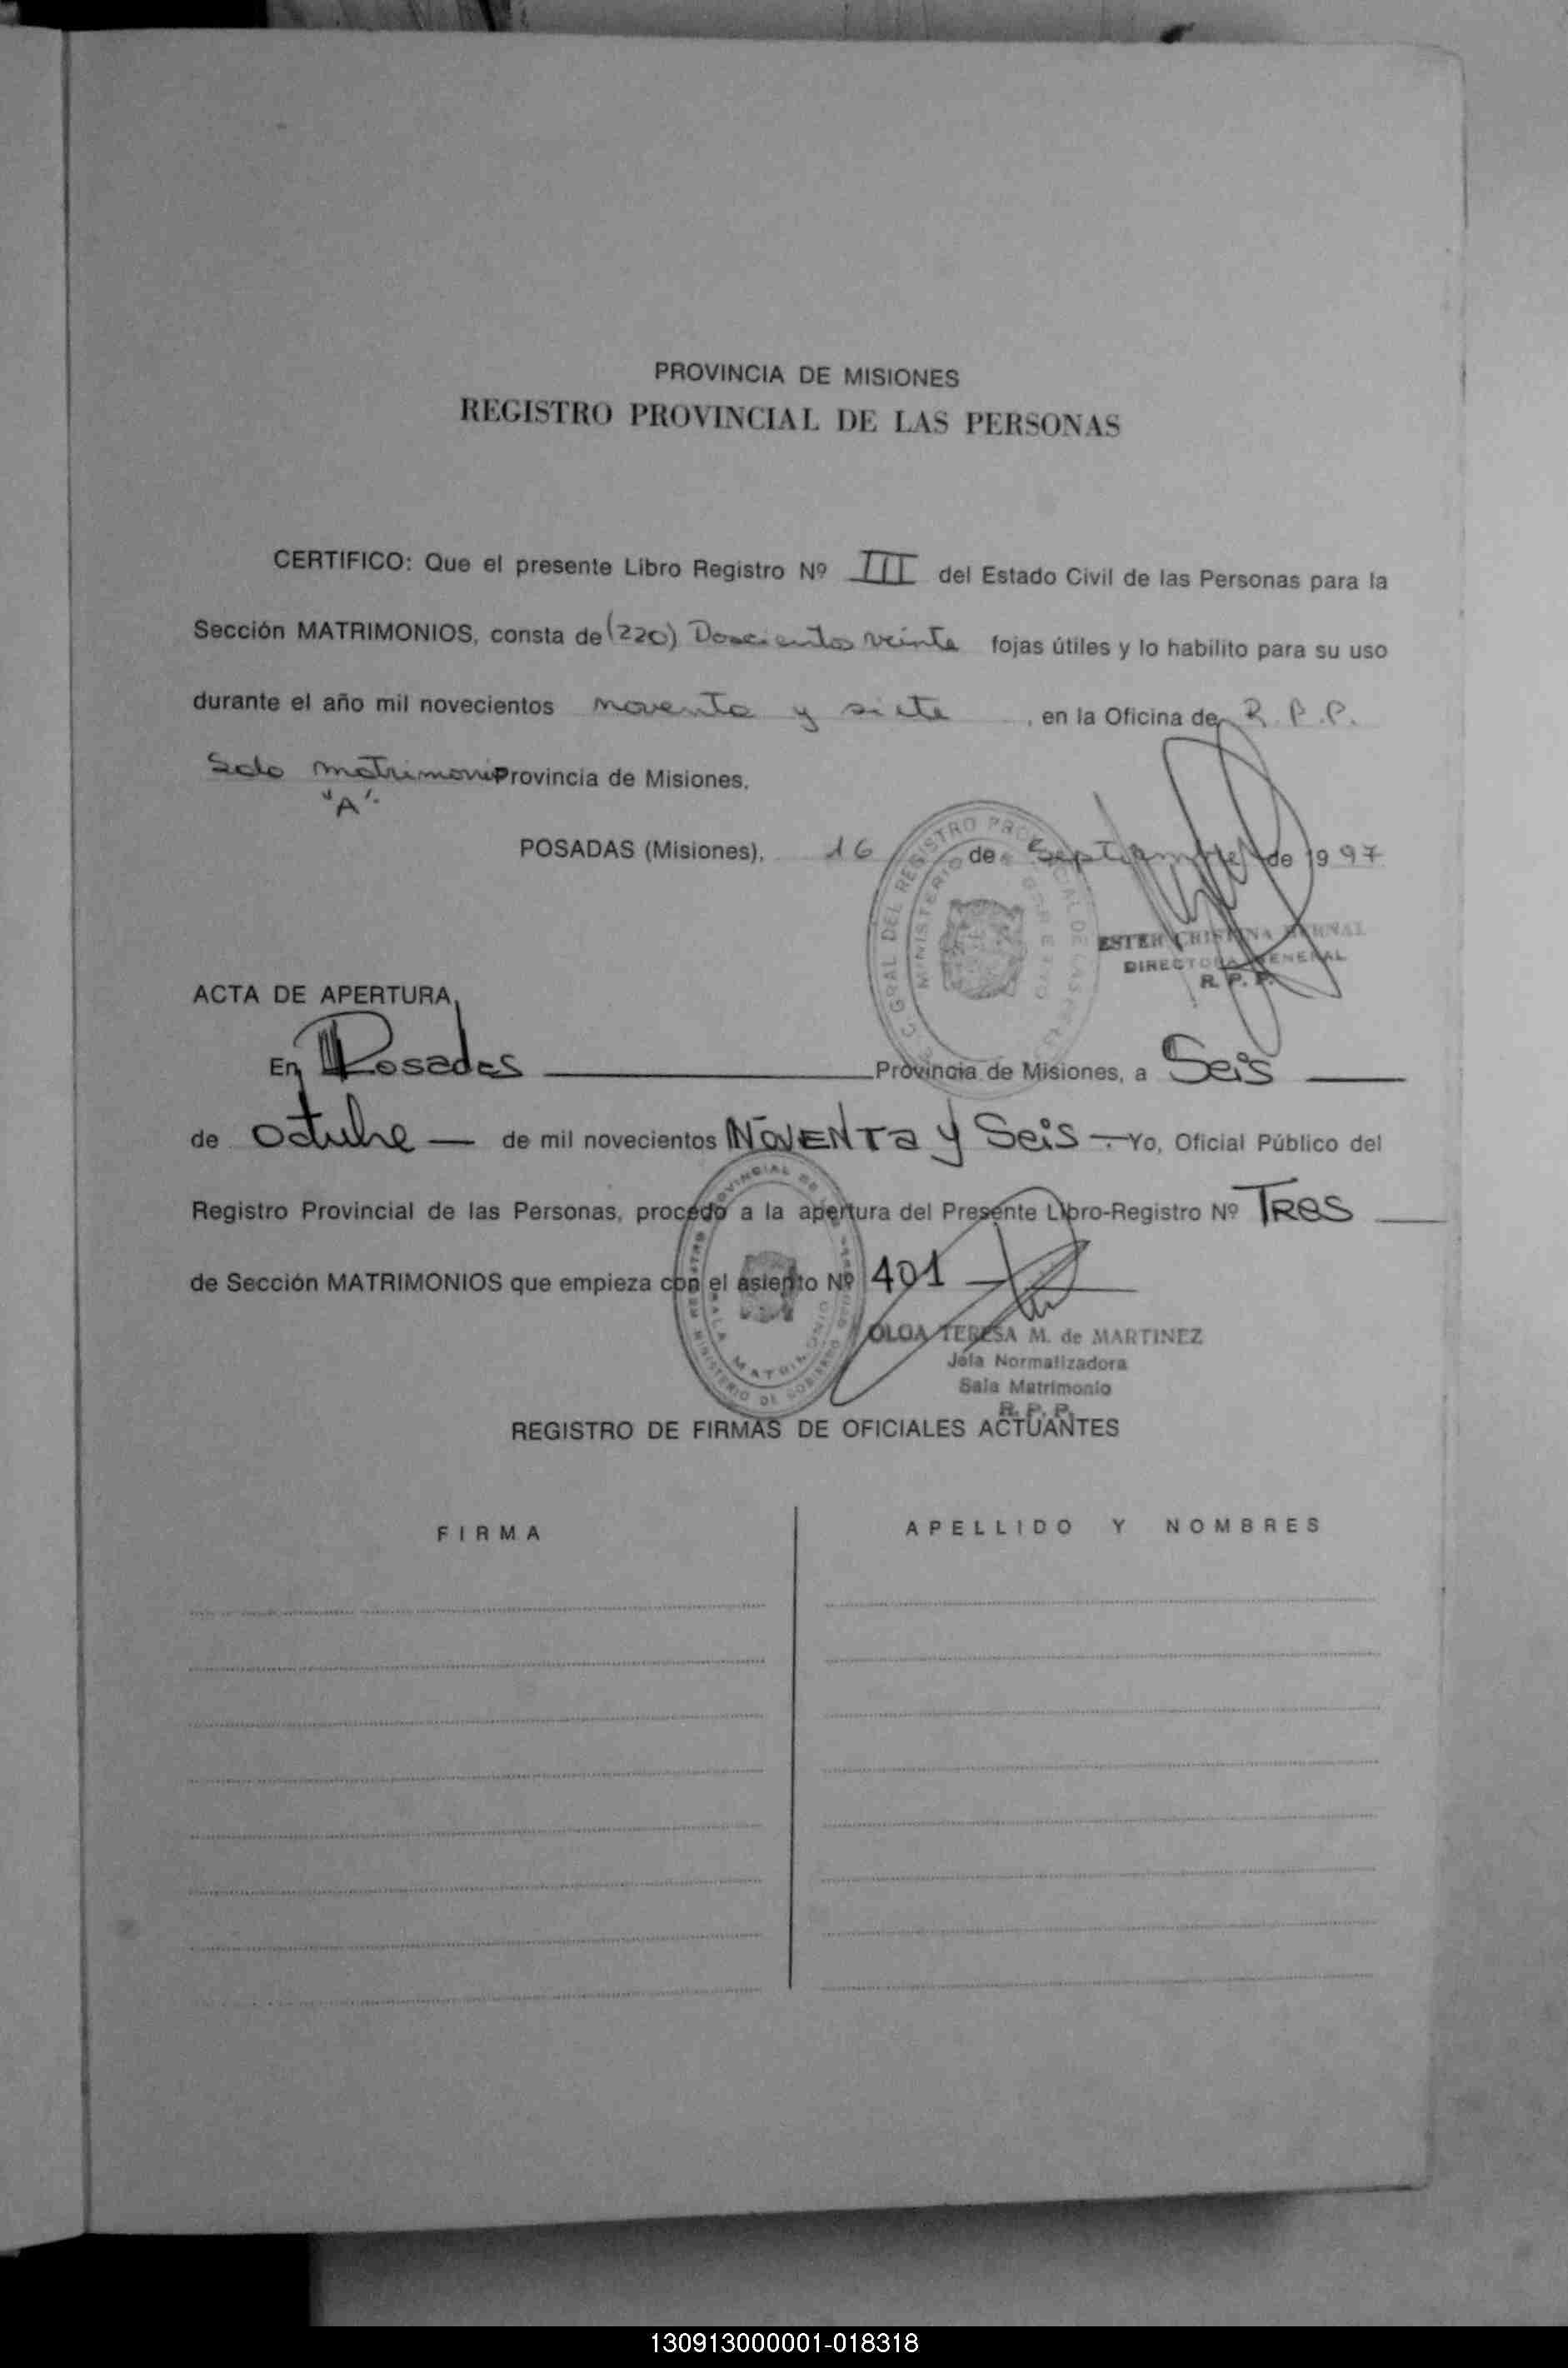 PROVINCIA DE MISIONES
REGISTRO PROVINCIAL DE LAS PERSONAS
CERTIFICO: Que el presente Libro Registro Nº III del Estado Civil de las Personas para la
Sección MATRIMONIOS, consta de (220) Doscientos veinte fojas útiles y lo habilito para su uso
durante el año mil novecientos noventa y siete, en la Oficina de R.P.P.
Sala matrimonio Provincia de Misiones.
"A".
POSADAS (Misiones), 16 de Septiembre de 1997
ESTER CRISTINA BERNAL
DIRECTORA GENERAL
R. P. P.
ACTA DE APERTURA
En Posadas Provincia de Misiones, a Seis
de octubre — de mil novecientos NOVENTA y Seis —. Yo, Oficial Público del
Registro Provincial de las Personas, procedo a la apertura del Presente Libro-Registro Nº TRES
de Sección MATRIMONIOS que empieza con el asiento Nº 401 —
OLGA TERESA M. de MARTINEZ
Jefa Normalizadora
Sala Matrimonio
R. P. P.
REGISTRO DE FIRMAS DE OFICIALES ACTUANTES
FIRMA APELLIDO Y NOMBRES
130913000001-018318